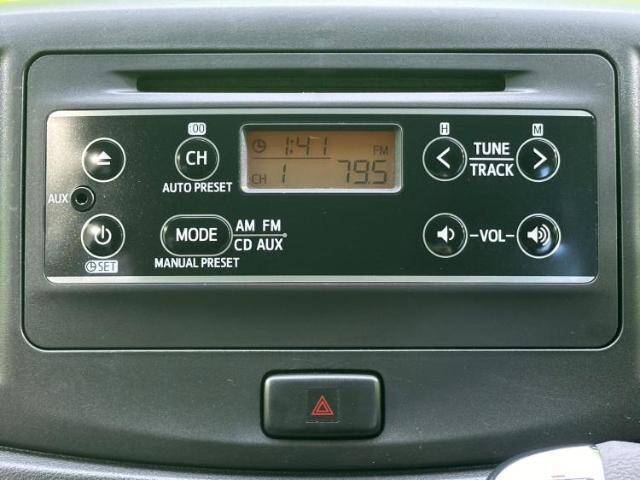 :00
CH
AUTO PRESET
1:41 FM
CH 1 79.5
H M
TUNE
TRACK
AUX
SET
MODE
AM FM
CD AUX
MANUAL PRESET
-VOL-